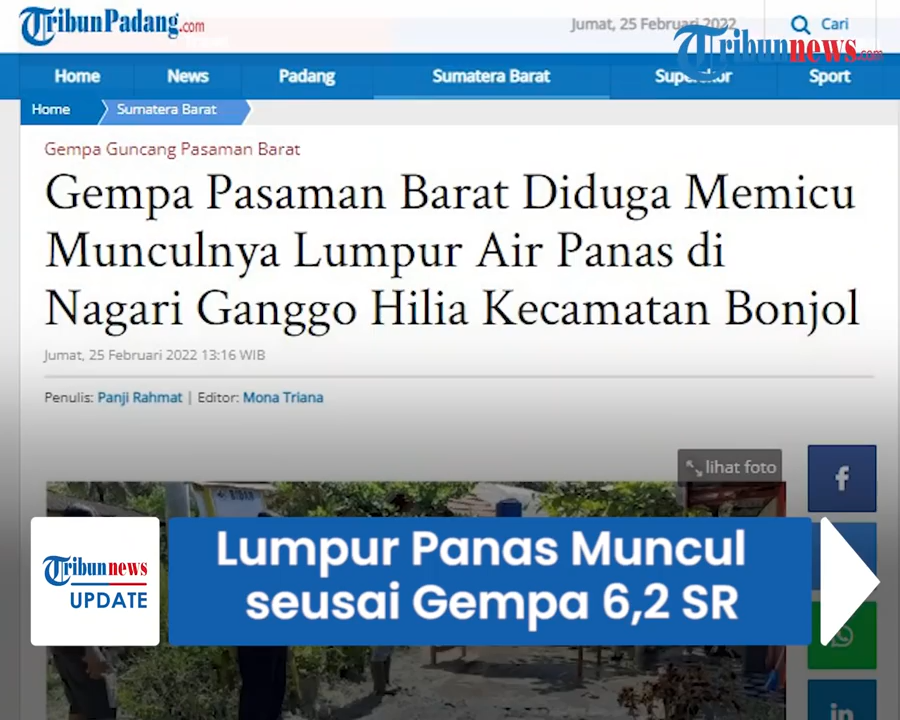 TribunPadang.com
Jumat, 25 Februari 2022
Cari
Tribunnews.com
Home News Padang Sumatera Barat Superskor Sport
Home Sumatera Barat
Gempa Guncang Pasaman Barat
Gempa Pasaman Barat Diduga Memicu
Munculnya Lumpur Air Panas di
Nagari Ganggo Hilia Kecamatan Bonjol
Jumat, 25 Februari 2022 13:16 WIB
Penulis: Panji Rahmat | Editor: Mona Triana
lihat foto
f
Tribunnews
UPDATE
Lumpur Panas Muncul
seusai Gempa 6,2 SR
in